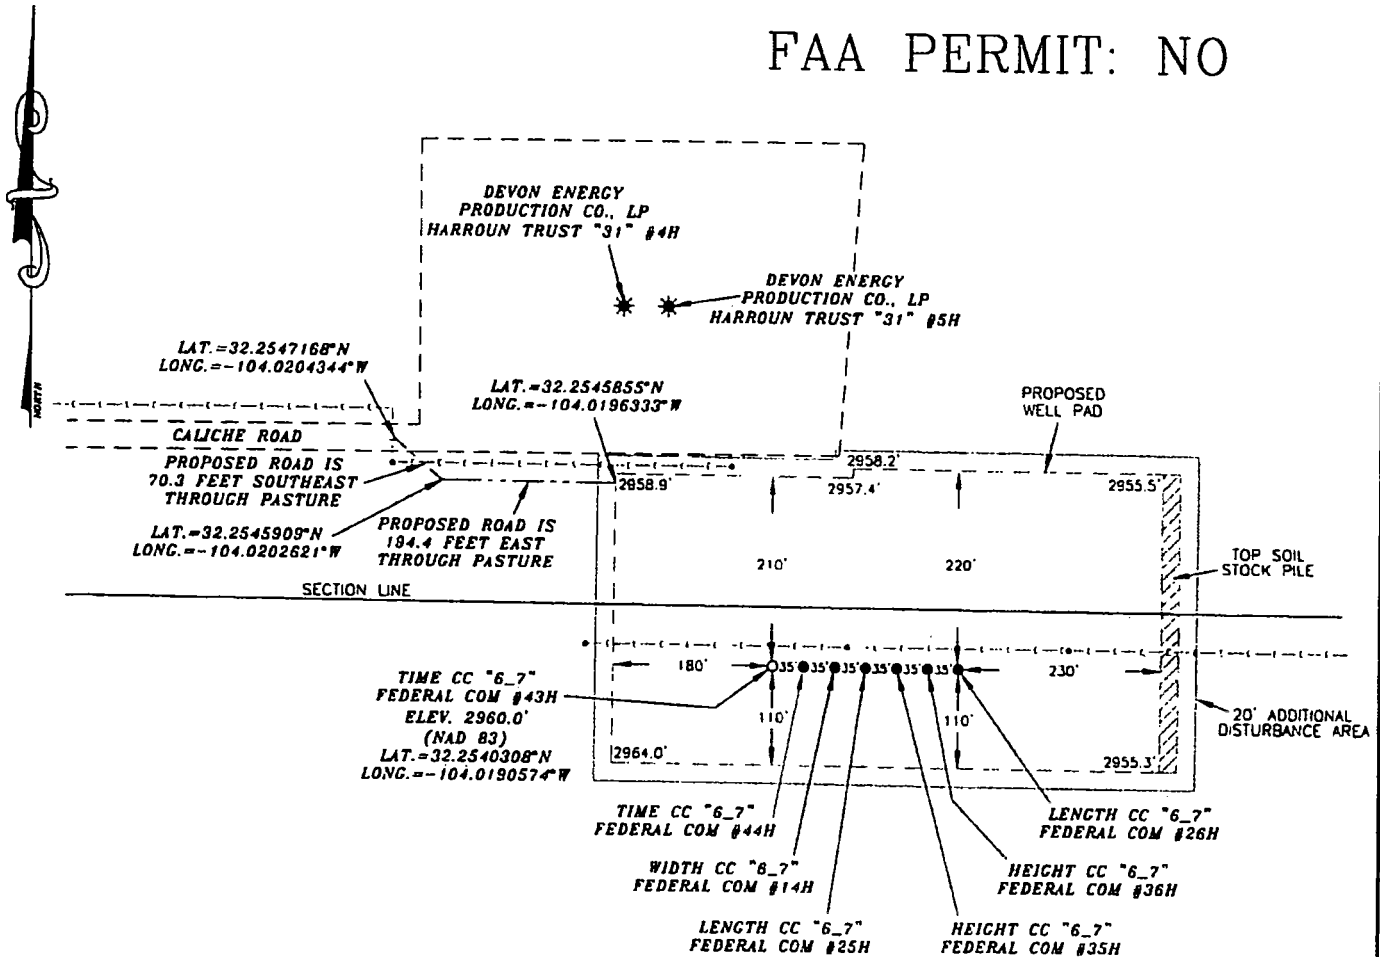 FAA PERMIT: NO
DEVON ENERGY
PRODUCTION CO., LP
HARROUN TRUST "31" #4H
DEVON ENERGY
PRODUCTION CO., LP
HARROUN TRUST "31" #5H
LAT.=32.2547168°N
LONG.=-104.0204344°W
LAT.=32.2545855°N
LONG.=-104.0196333°W
NORTH
PROPOSED
WELL PAD
CALICHE ROAD
PROPOSED ROAD IS
70.3 FEET SOUTHEAST
THROUGH PASTURE
2958.2'
2958.9'
2957.4'
2955.5'
LAT.=32.2545909°N
LONG.=-104.0202621°W
PROPOSED ROAD IS
194.4 FEET EAST
THROUGH PASTURE
210'
220'
TOP SOIL
STOCK PILE
SECTION LINE
180'
35'
35'
35'
35'
35'
35'
230'
TIME CC "6_7"
FEDERAL COM #43H
ELEV. 2960.0'
(NAD 83)
LAT.=32.2540308°N
LONG.=-104.0190574°W
110'
110'
20' ADDITIONAL
DISTURBANCE AREA
2964.0'
2955.3'
TIME CC "6_7"
FEDERAL COM #44H
LENGTH CC "6_7"
FEDERAL COM #26H
WIDTH CC "6_7"
FEDERAL COM #14H
HEIGHT CC "6_7"
FEDERAL COM #36H
LENGTH CC "6_7"
FEDERAL COM #25H
HEIGHT CC "6_7"
FEDERAL COM #35H